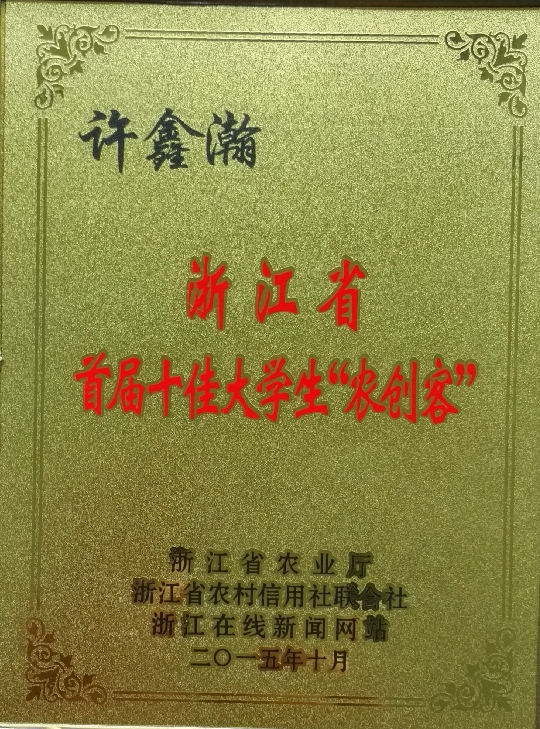 许鑫瀚
浙江省
首届十佳大学生“农创客”
浙江省农业厅
浙江省农村信用社联合社
浙江在线新闻网站
二〇一五年十月